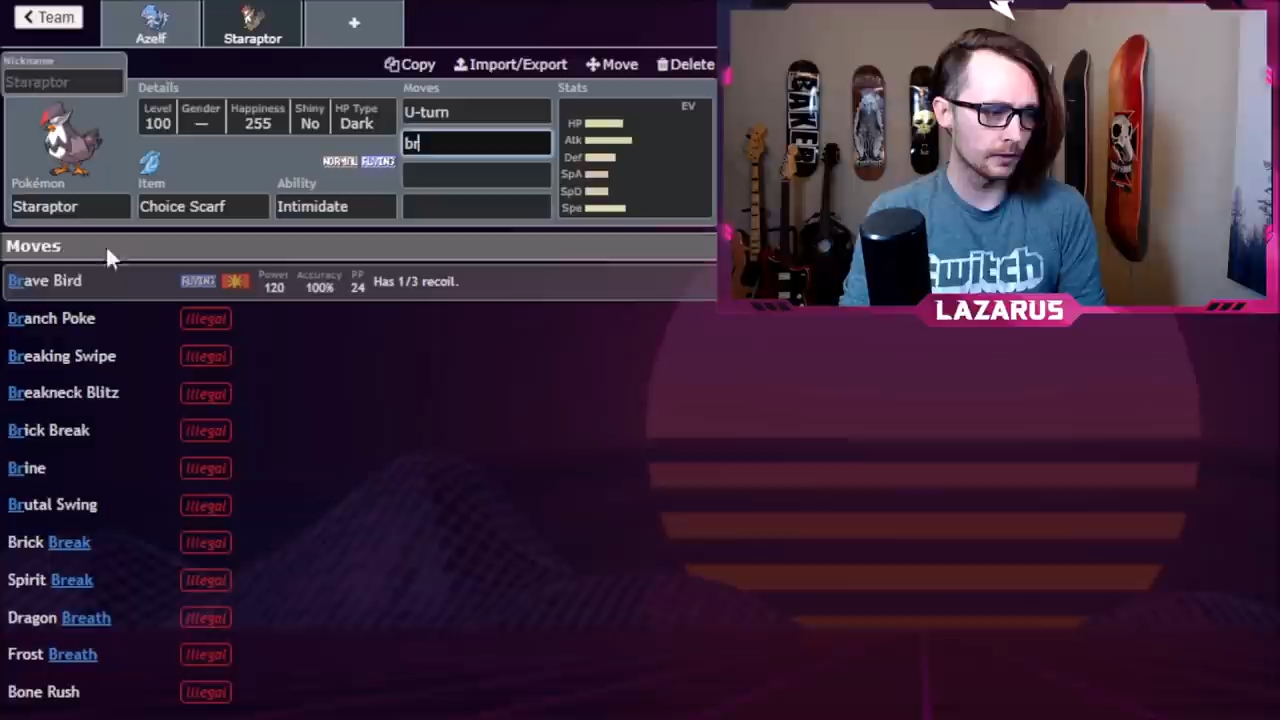 Team
Azelf
Staraptor
+
Nickname
Staraptor
Copy
Import/Export
Move
Delete
Details
Level
100
Gender
—
Happiness
255
Shiny
No
HP Type
Dark
NORMAL FLYING
Pokémon
Staraptor
Item
Choice Scarf
Ability
Intimidate
Moves
U-turn
br
Stats
EV
HP
Atk
Def
SpA
SpD
Spe
Moves
Brave Bird FLYING Power 120 Accuracy 100% PP 24 Has 1/3 recoil.
Branch Poke Illegal
Breaking Swipe Illegal
Breakneck Blitz Illegal
Brick Break Illegal
Brine Illegal
Brutal Swing Illegal
Brick Break Illegal
Spirit Break Illegal
Dragon Breath Illegal
Frost Breath Illegal
Bone Rush Illegal
BAKER
twitch
LAZARUS